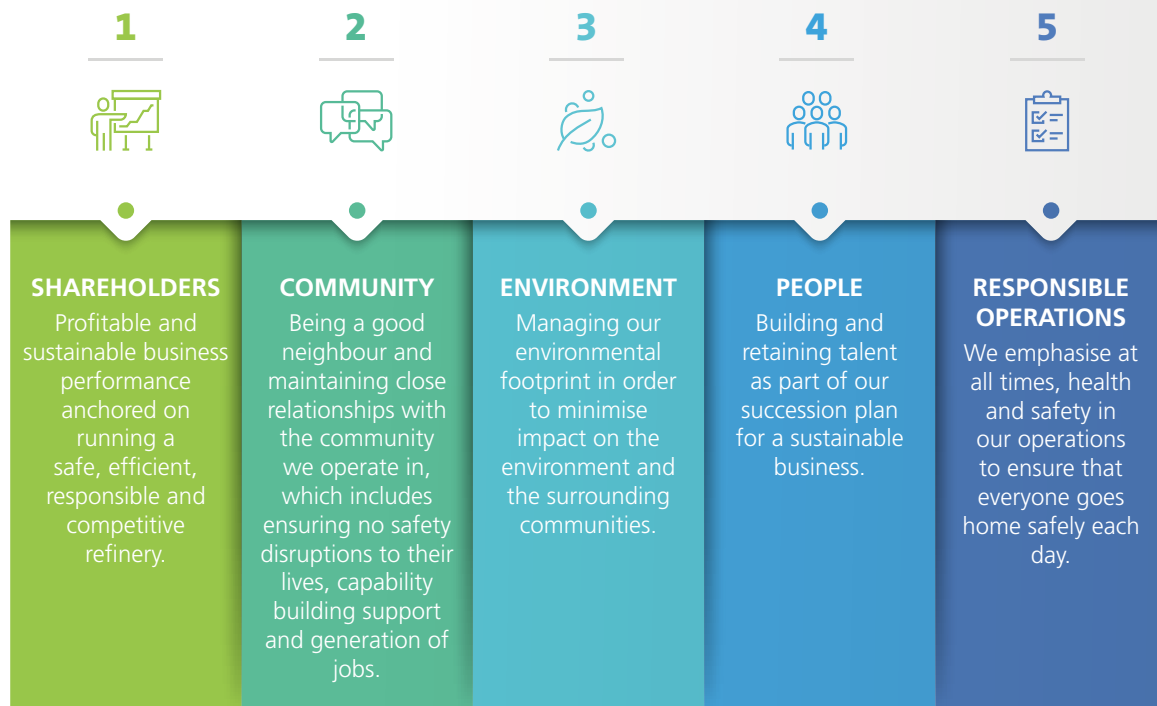 1
2
3
4
5
SHAREHOLDERS
Profitable and
sustainable business
performance
anchored on
running a
safe, efficient,
responsible and
competitive
refinery.
COMMUNITY
Being a good
neighbour and
maintaining close
relationships with
the community
we operate in,
which includes
ensuring no safety
disruptions to their
lives, capability
building support
and generation of
jobs.
ENVIRONMENT
Managing our
environmental
footprint in order
to minimise
impact on the
environment and
the surrounding
communities.
PEOPLE
Building and
retaining talent
as part of our
succession plan
for a sustainable
business.
RESPONSIBLE
OPERATIONS
We emphasise at
all times, health
and safety in
our operations
to ensure that
everyone goes
home safely each
day.